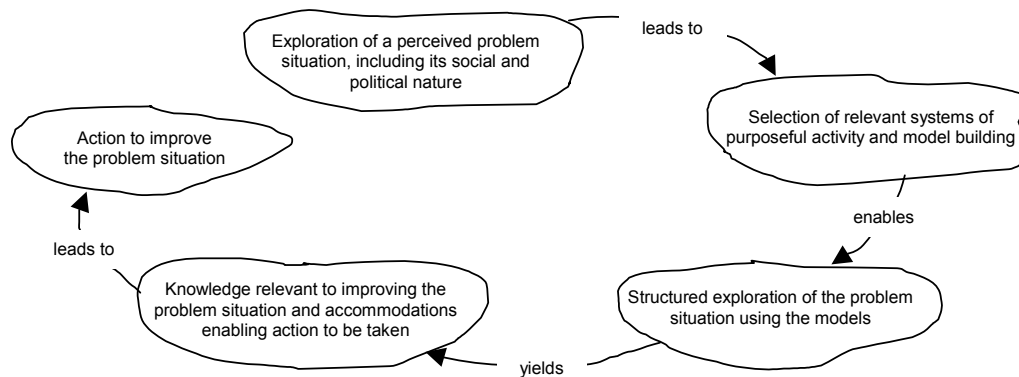 Exploration of a perceived problem
situation, including its social and
political nature
leads to
Selection of relevant systems of
purposeful activity and model building
enables
Structured exploration of the problem
situation using the models
yields
Knowledge relevant to improving the
problem situation and accommodations
enabling action to be taken
leads to
Action to improve
the problem situation